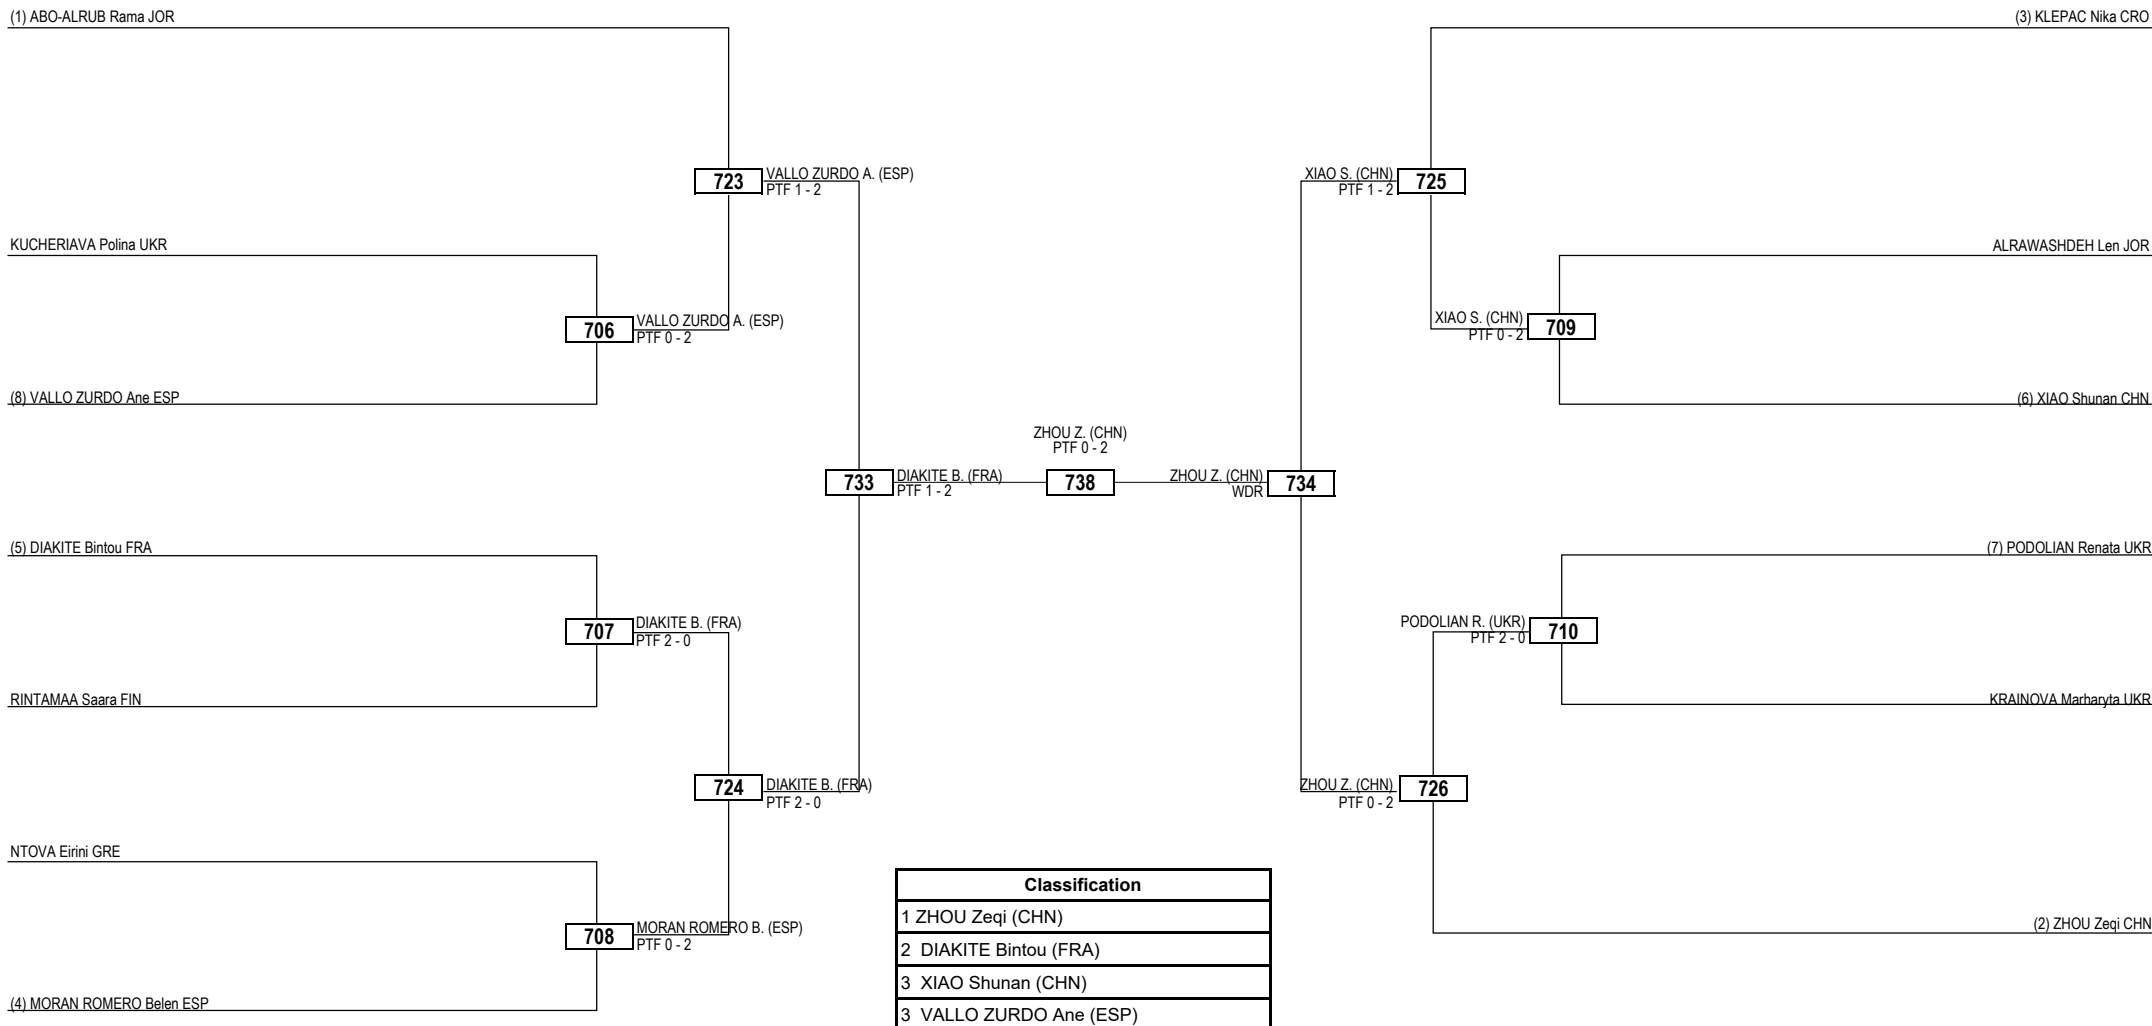 (1) ABO-ALRUB Rama JOR
(3) KLEPAC Nika CRO
723
VALLO ZURDO A. (ESP)
PTF 1 - 2
XIAO S. (CHN)
PTF 1 - 2
725
KUCHERIAVA Polina UKR
ALRAWASHDEH Len JOR
706
VALLO ZURDO A. (ESP)
PTF 0 - 2
XIAO S. (CHN)
PTF 0 - 2
709
(8) VALLO ZURDO Ane ESP
(6) XIAO Shunan CHN
ZHOU Z. (CHN)
PTF 0 - 2
733
DIAKITE B. (FRA)
PTF 1 - 2
738
ZHOU Z. (CHN)
WDR
734
(5) DIAKITE Bintou FRA
(7) PODOLIAN Renata UKR
707
DIAKITE B. (FRA)
PTF 2 - 0
PODOLIAN R. (UKR)
PTF 2 - 0
710
RINTAMAA Saara FIN
KRAINOVA Marharyta UKR
724
DIAKITE B. (FRA)
PTF 2 - 0
ZHOU Z. (CHN)
PTF 0 - 2
726
NTOVA Eirini GRE
708
MORAN ROMERO B. (ESP)
PTF 0 - 2
(2) ZHOU Zeqi CHN
(4) MORAN ROMERO Belen ESP
Classification
1 ZHOU Zeqi (CHN)
2 DIAKITE Bintou (FRA)
3 XIAO Shunan (CHN)
3 VALLO ZURDO Ane (ESP)